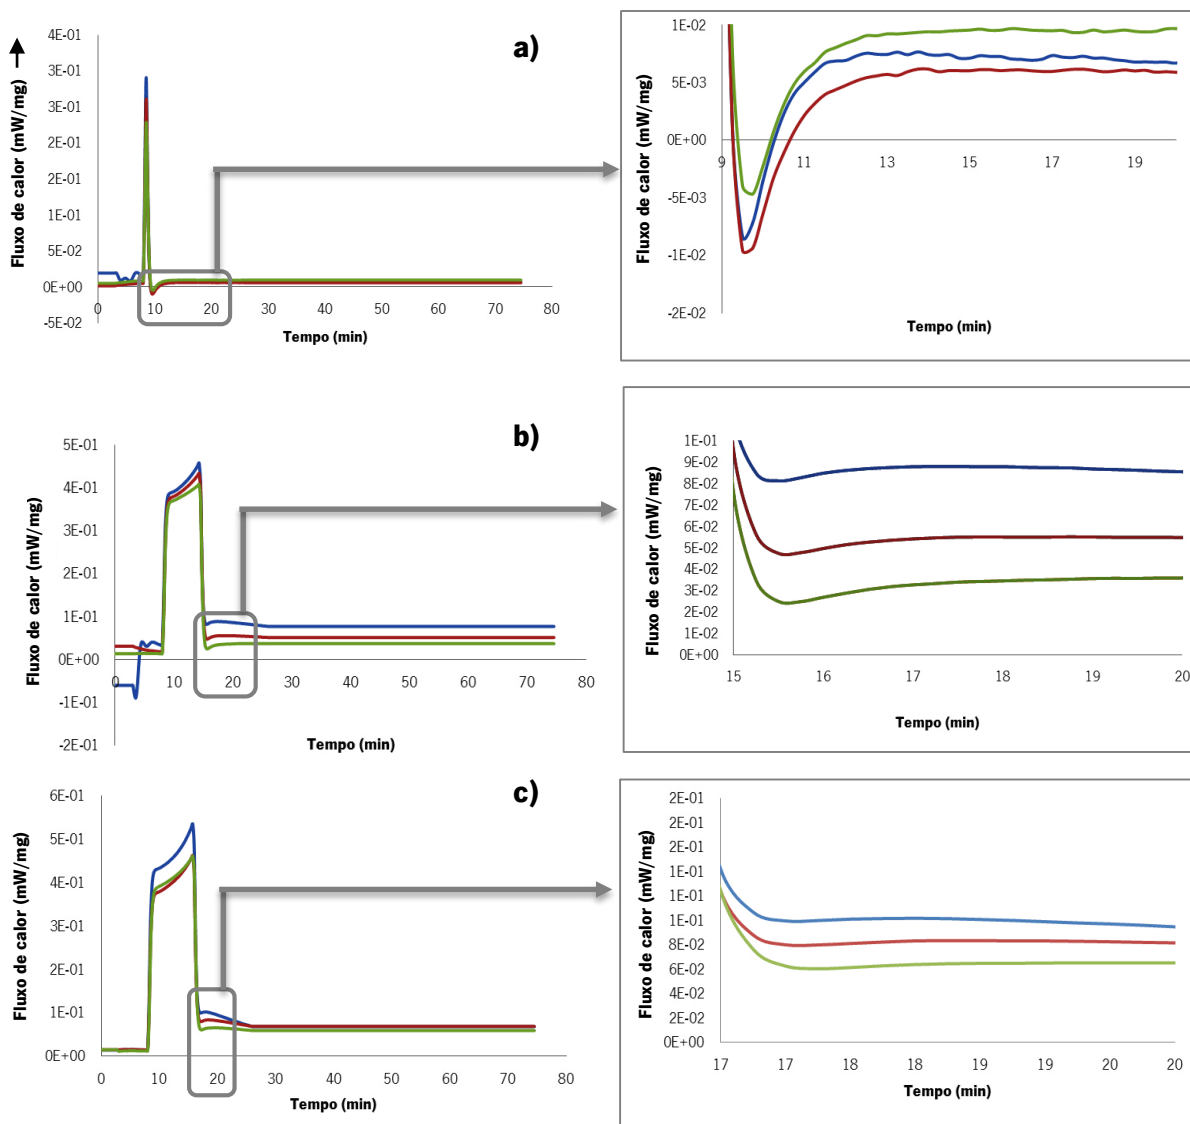 a)
Fluxo de calor (mW/mg)
4E-01
3E-01
3E-01
2E-01
2E-01
1E-01
5E-02
0E+00
-5E-02
0 10 20 30 40 50 60 70 80
Tempo (min)
Fluxo de calor (mW/mg)
1E-02
5E-03
0E+00
-5E-03
-1E-02
-2E-02
9 11 13 15 17 19
Tempo (min)
b)
Fluxo de calor (mW/mg)
5E-01
4E-01
3E-01
2E-01
1E-01
0E+00
-1E-01
-2E-01
0 10 20 30 40 50 60 70 80
Tempo (min)
Fluxo de calor (mW/mg)
1E-01
9E-02
8E-02
7E-02
6E-02
5E-02
4E-02
3E-02
2E-02
1E-02
0E+00
15 16 17 18 19 20
Tempo (min)
c)
Fluxo de calor (mW/mg)
6E-01
5E-01
4E-01
3E-01
2E-01
1E-01
0E+00
0 10 20 30 40 50 60 70 80
Tempo (min)
Fluxo de calor (mW/mg)
2E-01
2E-01
2E-01
1E-01
1E-01
1E-01
8E-02
6E-02
4E-02
2E-02
0E+00
17 17 18 18 19 19 20 20
Tempo (min)